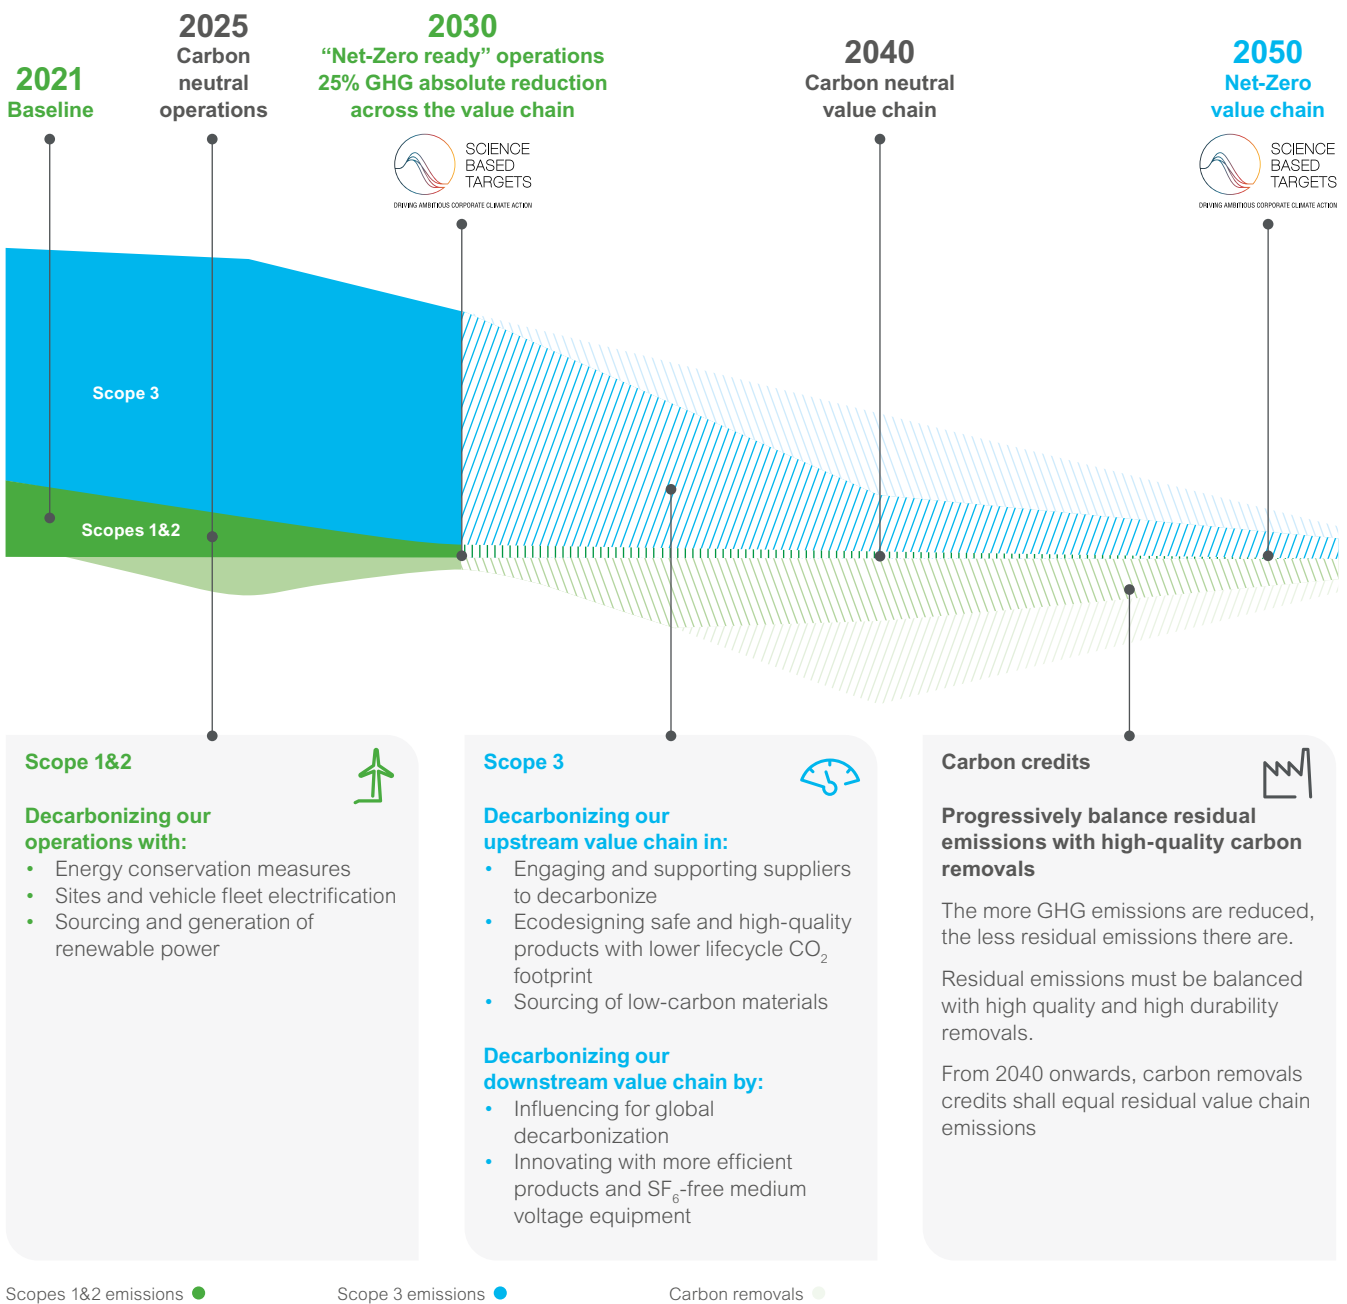 2021
Baseline
2025
Carbon
neutral
operations
2030
“Net-Zero ready” operations
25% GHG absolute reduction
across the value chain
SCIENCE
BASED
TARGETS
DRIVING AMBITIOUS CORPORATE CLIMATE ACTION
2040
Carbon neutral
value chain
2050
Net-Zero
value chain
SCIENCE
BASED
TARGETS
DRIVING AMBITIOUS CORPORATE CLIMATE ACTION
Scope 3
Scopes 1&2
Scope 1&2
Decarbonizing our
operations with:
• Energy conservation measures
• Sites and vehicle fleet electrification
• Sourcing and generation of
renewable power
Scope 3
Decarbonizing our
upstream value chain in:
• Engaging and supporting suppliers
to decarbonize
• Ecodesigning safe and high-quality
products with lower lifecycle CO₂
footprint
• Sourcing of low-carbon materials
Decarbonizing our
downstream value chain by:
• Influencing for global
decarbonization
• Innovating with more efficient
products and SF₆-free medium
voltage equipment
Carbon credits
Progressively balance residual
emissions with high-quality carbon
removals
The more GHG emissions are reduced,
the less residual emissions there are.
Residual emissions must be balanced
with high quality and high durability
removals.
From 2040 onwards, carbon removals
credits shall equal residual value chain
emissions
Scopes 1&2 emissions
Scope 3 emissions
Carbon removals